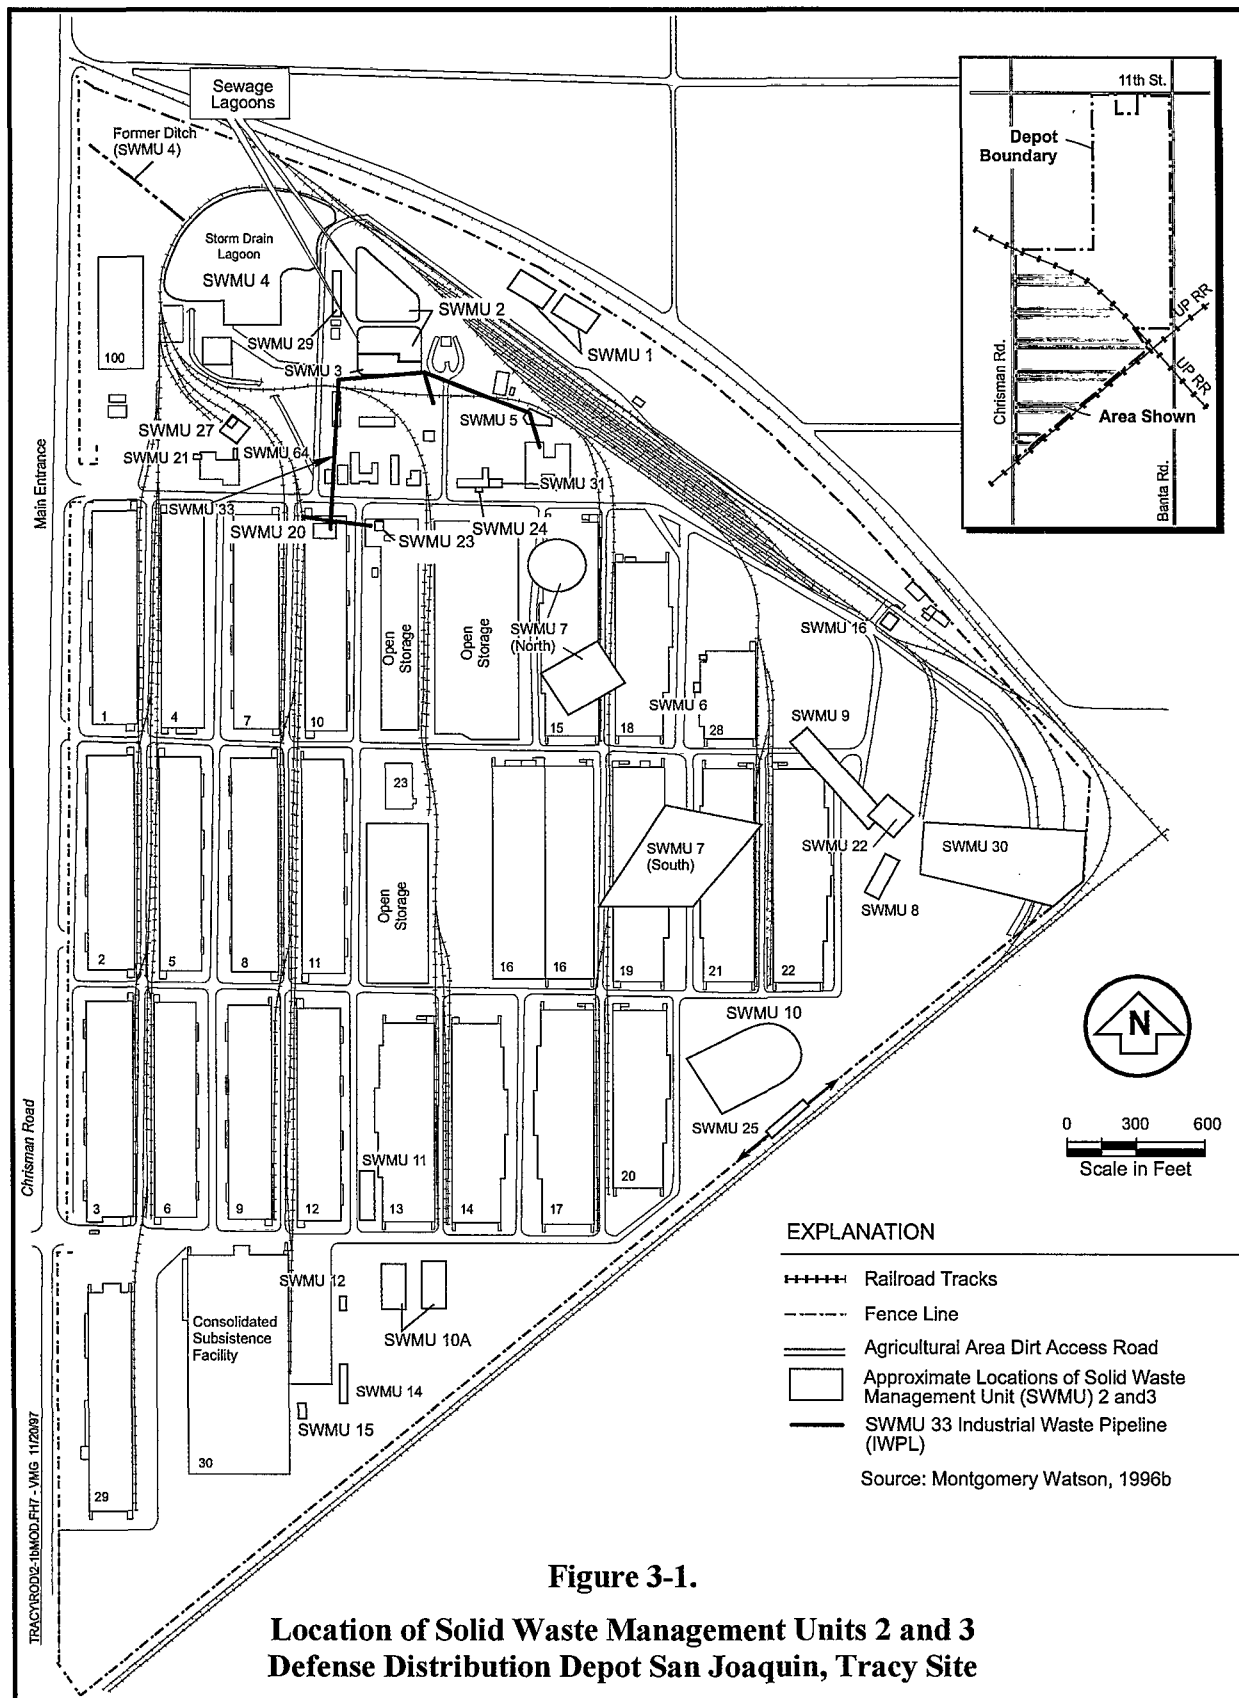 Sewage
Lagoons
Former Ditch
(SWMU 4)
Storm Drain
Lagoon
SWMU 4
100
SWMU 29
SWMU 2
SWMU 3
SWMU 1
SWMU 5
SWMU 27
SWMU 21
SWMU 64
SWMU 31
SWMU 33
SWMU 20
SWMU 23
SWMU 24
Main Entrance
11th St.
Depot
Boundary
UP RR
UP RR
Chrisman Rd.
Area Shown
Banta Rd.
Open
Storage
Open
Storage
SWMU 7
(North)
SWMU 16
SWMU 6
SWMU 9
1
4
7
10
15
18
28
23
SWMU 7
(South)
SWMU 22
SWMU 30
SWMU 8
Open
Storage
2
5
8
11
16
16
19
21
22
SWMU 10
N
SWMU 25
0
300
600
Scale in Feet
Chrisman Road
SWMU 11
3
6
9
12
13
14
17
20
SWMU 12
SWMU 10A
Consolidated
Subsistence
Facility
SWMU 14
SWMU 15
30
29
EXPLANATION
Railroad Tracks
Fence Line
Agricultural Area Dirt Access Road
Approximate Locations of Solid Waste
Management Unit (SWMU) 2 and3
SWMU 33 Industrial Waste Pipeline
(IWPL)
Source: Montgomery Watson, 1996b
TRACY\ROD\2-1bMOD.FH7 - VMG 11/20/97
Figure 3-1.
Location of Solid Waste Management Units 2 and 3
Defense Distribution Depot San Joaquin, Tracy Site